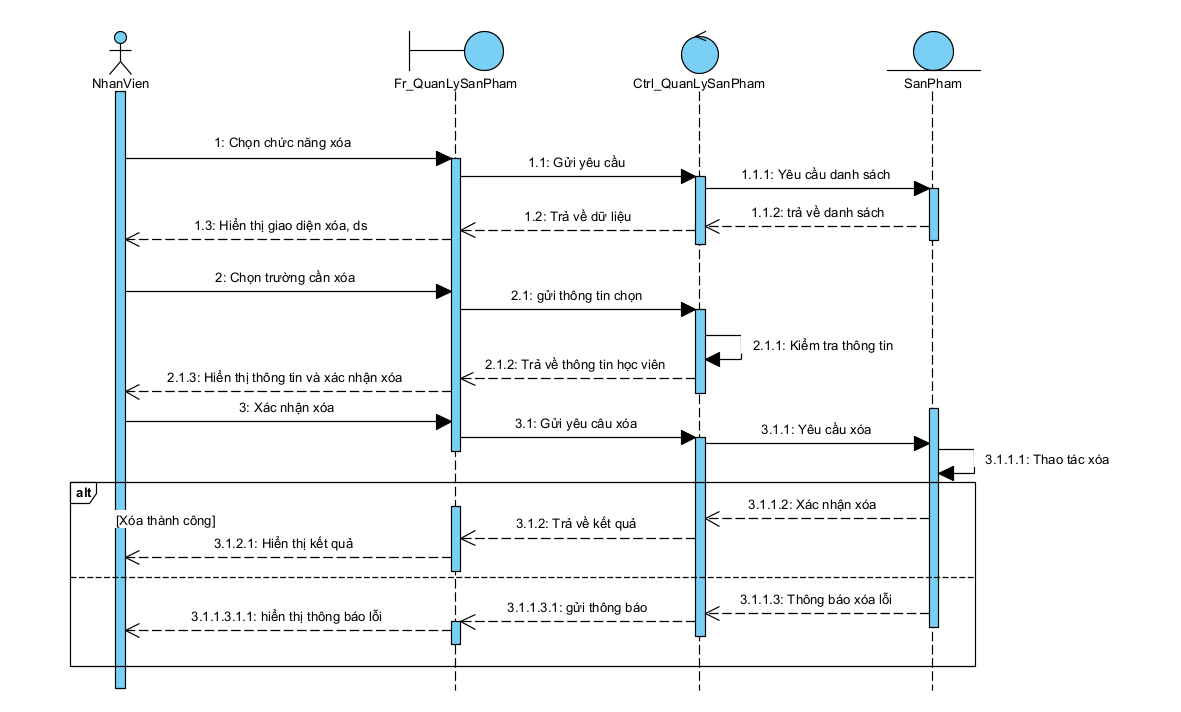 NhanVien
Fr_QuanLySanPham
Ctrl_QuanLySanPham
SanPham
1: Chọn chức năng xóa
1.1: Gửi yêu cầu
1.1.1: Yêu cầu danh sách
1.1.2: trả về danh sách
1.2: Trả về dữ liệu
1.3: Hiển thị giao diện xóa, ds
2: Chọn trường cần xóa
2.1: gửi thông tin chọn
2.1.1: Kiểm tra thông tin
2.1.2: Trả về thông tin học viên
2.1.3: Hiển thị thông tin và xác nhận xóa
3: Xác nhận xóa
3.1: Gửi yêu câu xóa
3.1.1: Yêu cầu xóa
3.1.1.1: Thao tác xóa
alt
[Xóa thành công]
3.1.1.2: Xác nhận xóa
3.1.2: Trả về kết quả
3.1.2.1: Hiển thị kết quả
3.1.1.3: Thông báo xóa lỗi
3.1.1.3.1: gửi thông báo
3.1.1.3.1.1: hiển thị thông báo lỗi